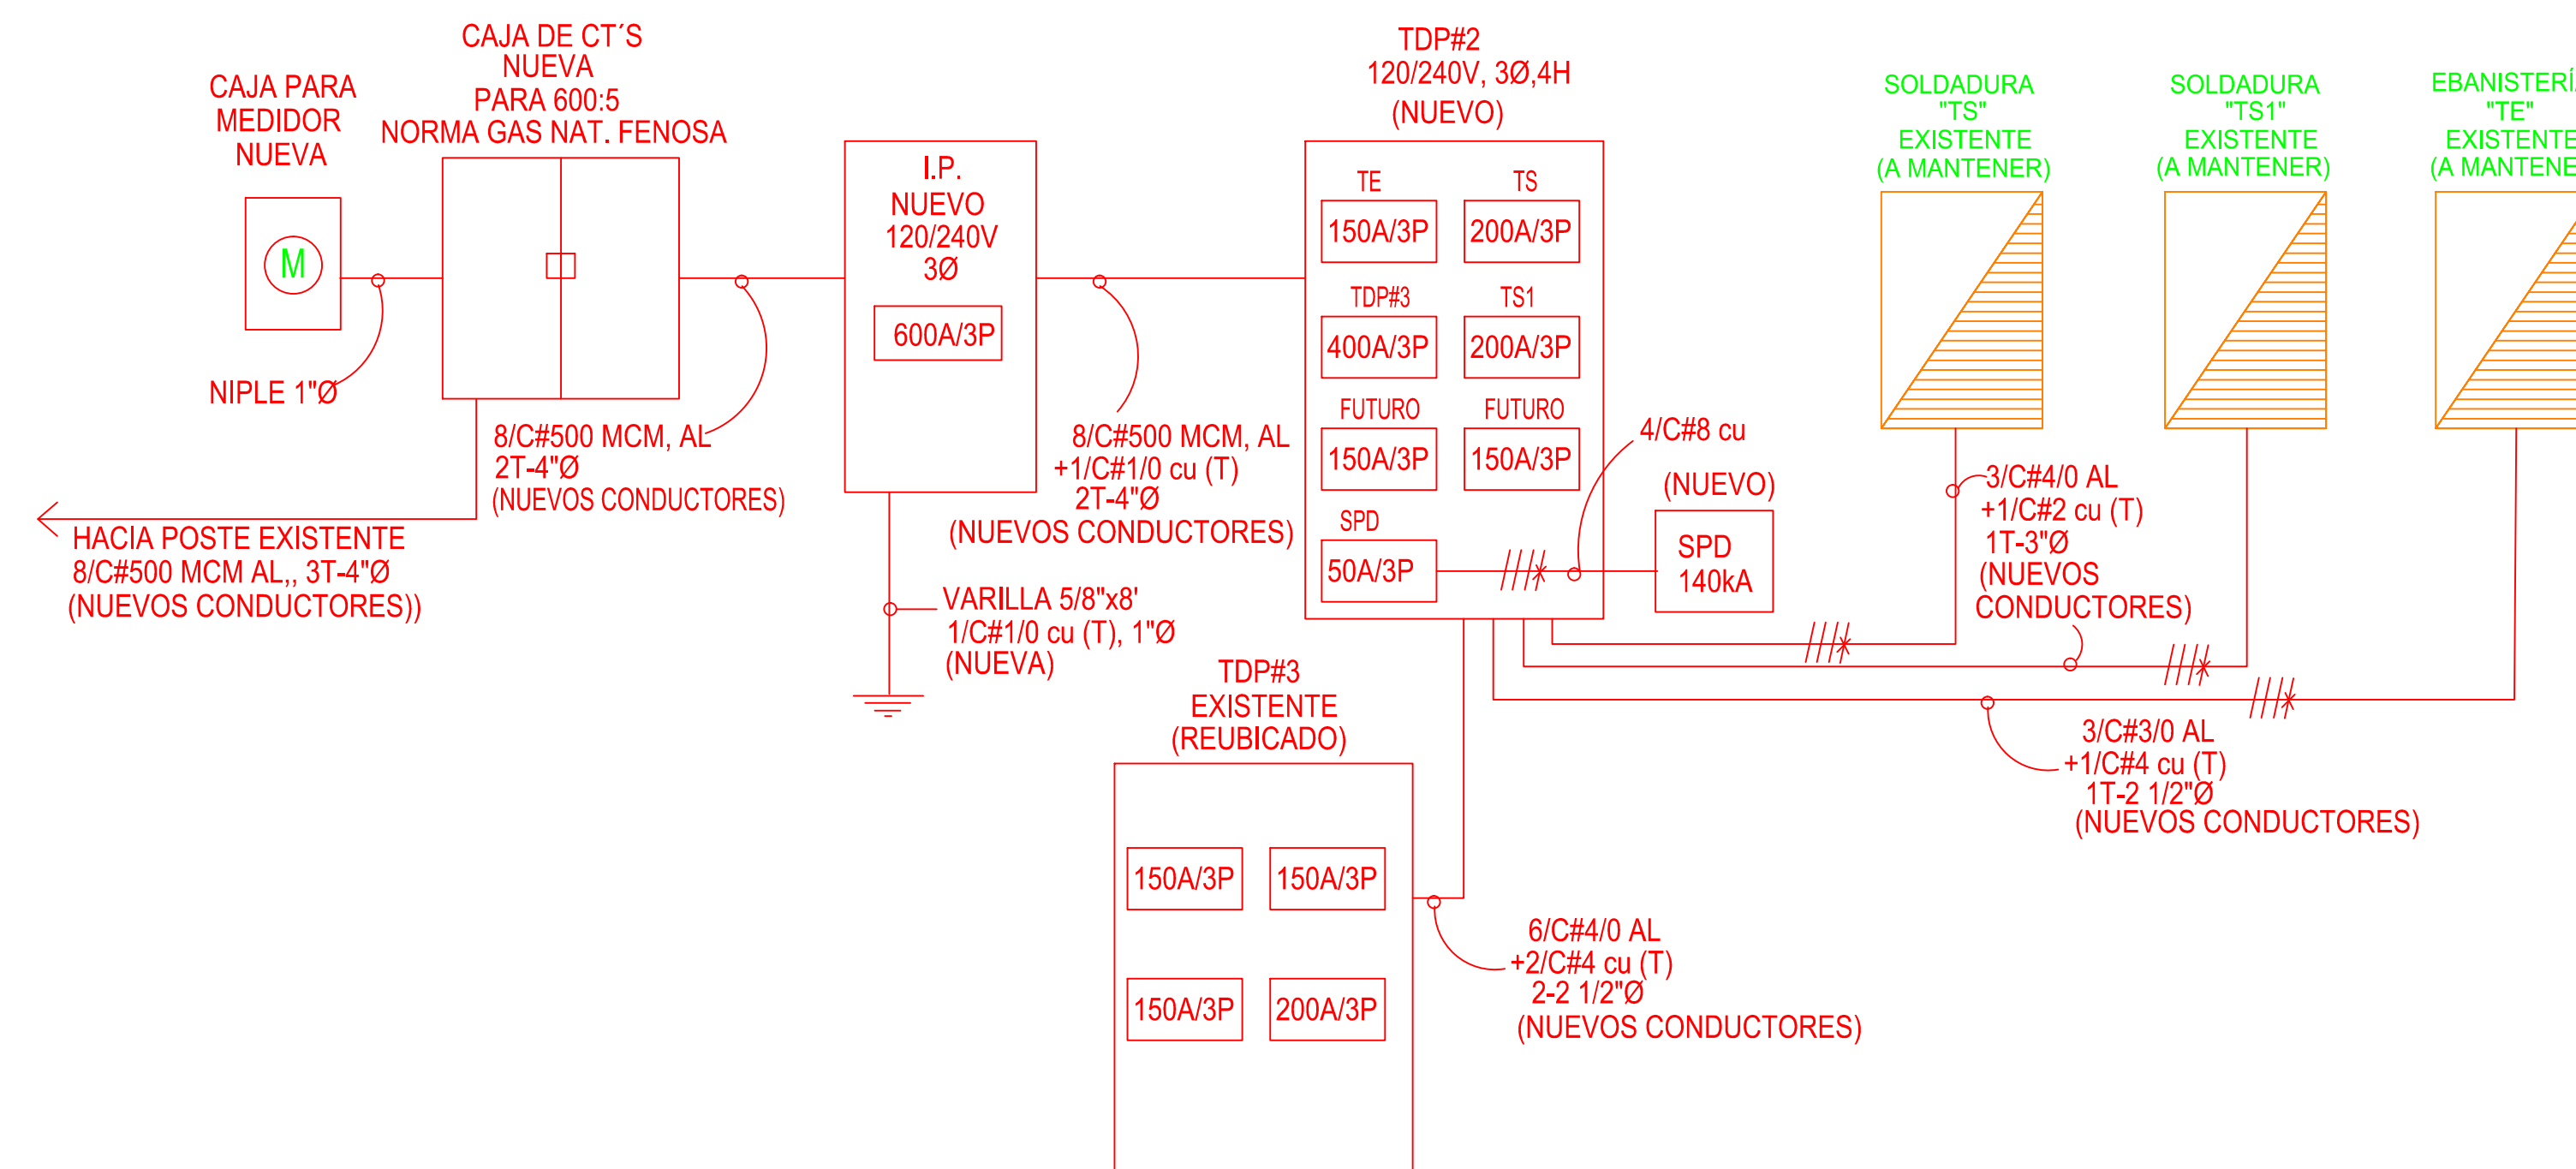 CAJA PARA
MEDIDOR
NUEVA
M
NIPLE 1"Ø
CAJA DE CT´S
NUEVA
PARA 600:5
NORMA GAS NAT. FENOSA
8/C#500 MCM, AL
2T-4"Ø
(NUEVOS CONDUCTORES)
HACIA POSTE EXISTENTE
8/C#500 MCM AL,, 3T-4"Ø
(NUEVOS CONDUCTORES))
I.P.
NUEVO
120/240V
3Ø
600A/3P
8/C#500 MCM, AL
+1/C#1/0 cu (T)
2T-4"Ø
(NUEVOS CONDUCTORES)
VARILLA 5/8"x8'
1/C#1/0 cu (T), 1"Ø
(NUEVA)
TDP#2
120/240V, 3Ø,4H
(NUEVO)
TE
150A/3P
TS
200A/3P
TDP#3
400A/3P
TS1
200A/3P
FUTURO
150A/3P
FUTURO
150A/3P
SPD
50A/3P
4/C#8 cu
(NUEVO)
SPD
140kA
SOLDADURA
"TS"
EXISTENTE
(A MANTENER)
SOLDADURA
"TS1"
EXISTENTE
(A MANTENER)
EBANISTERÍ
"TE"
EXISTENTE
(A MANTENE
3/C#4/0 AL
+1/C#2 cu (T)
1T-3"Ø
(NUEVOS
CONDUCTORES)
3/C#3/0 AL
+1/C#4 cu (T)
1T-2 1/2"Ø
(NUEVOS CONDUCTORES)
TDP#3
EXISTENTE
(REUBICADO)
150A/3P
150A/3P
150A/3P
200A/3P
6/C#4/0 AL
+2/C#4 cu (T)
2-2 1/2"Ø
(NUEVOS CONDUCTORES)